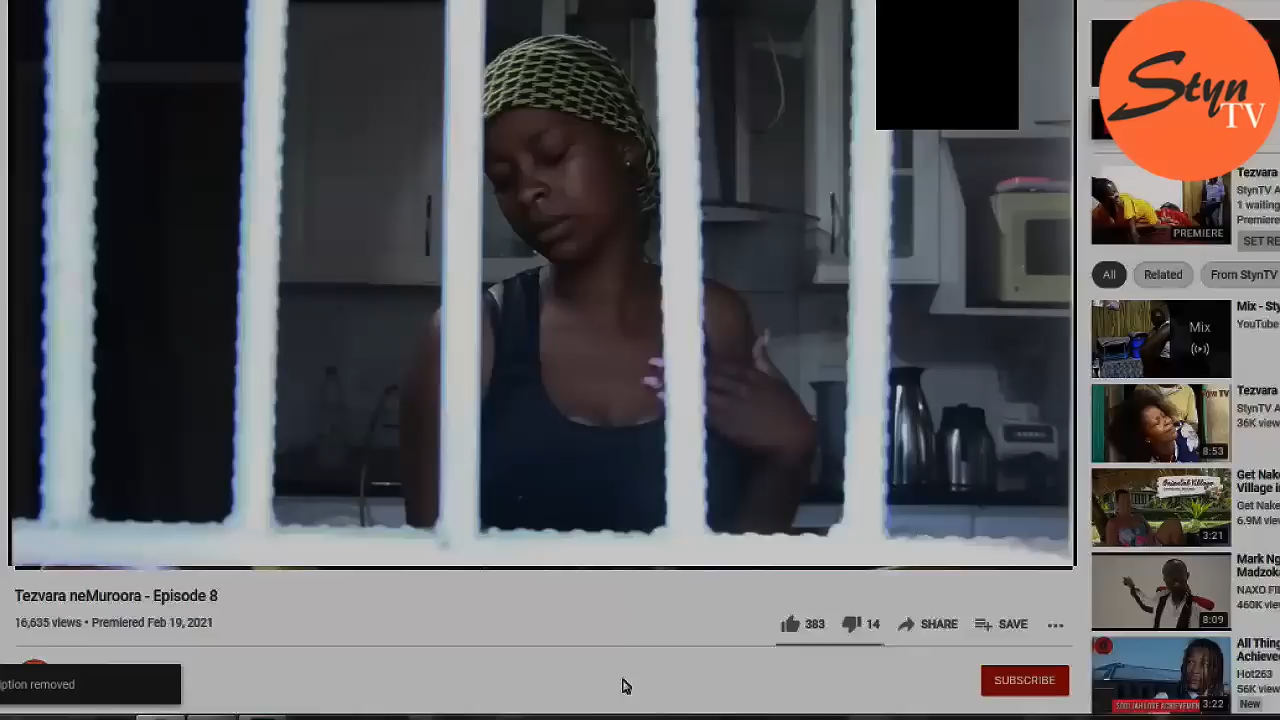 Styn
TV
Tezvara
StynTV A
1 waiting
Premiere
PREMIERE
SET RE
All
Related
From StynTV
Mix
Mix - Sty
YouTube
Tezvara
StynTV A
36K view
8:53
Get Nake
Village i
Get Nake
6.9M view
3:21
Mark Ng
Madzok
NAXO FI
460K view
8:09
All Thing
Achieve
Hot263
56K view
New
3:22
Tezvara neMuroora - Episode 8
16,635 views • Premiered Feb 19, 2021
383
14
SHARE
SAVE
ption removed
SUBSCRIBE